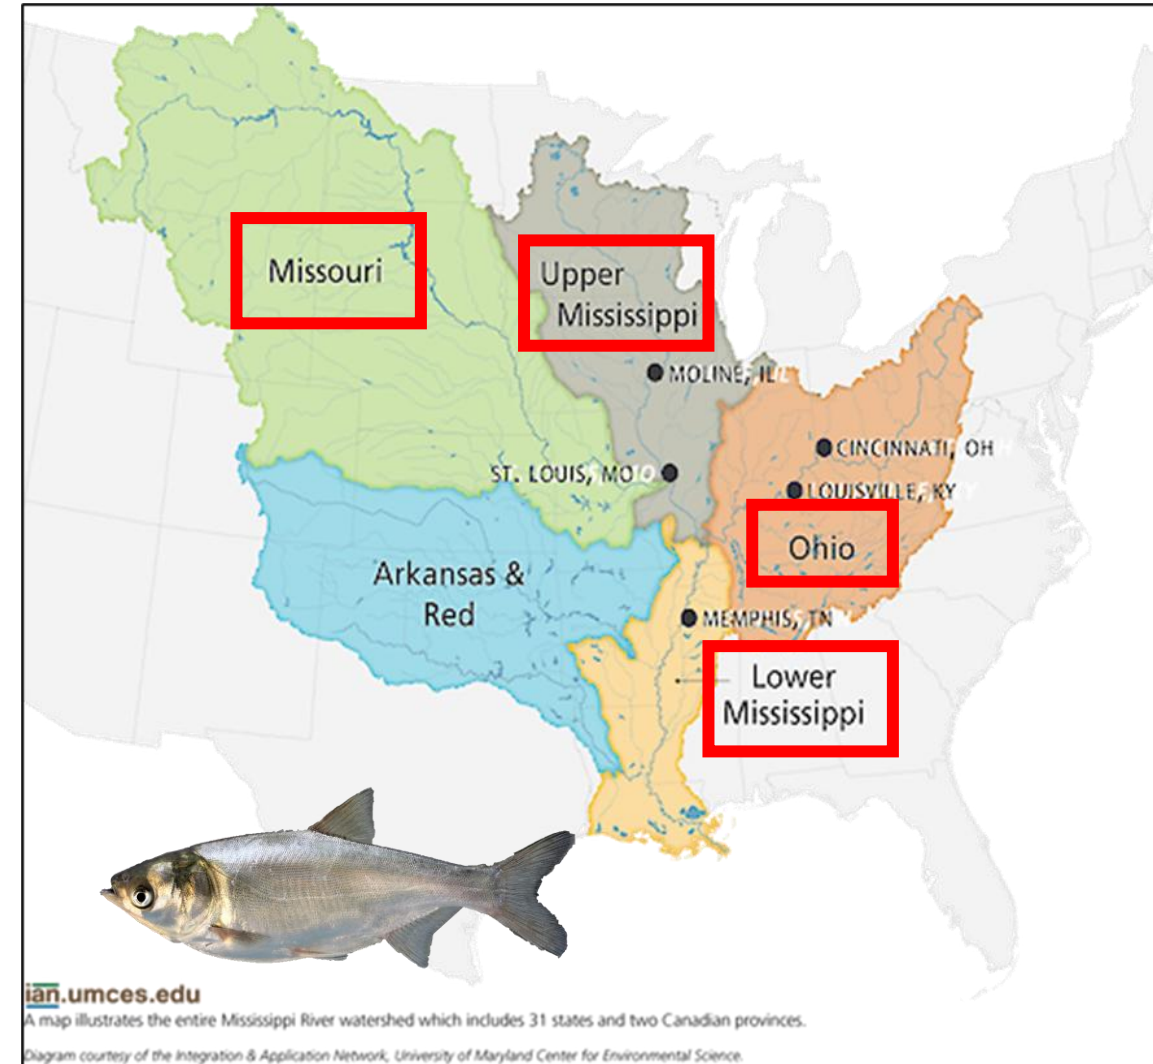 Missouri
Upper
Mississippi
MOLINE, IL
CINCINNATI, OH
ST. LOUIS, MO
LOUISVILLE, KY
Ohio
Arkansas &
Red
MEMPHIS, TN
Lower
Mississippi
ian.umces.edu
A map illustrates the entire Mississippi River watershed which includes 31 states and two Canadian provinces.
Diagram courtesy of the Integration & Application Network, University of Maryland Center for Environmental Science.